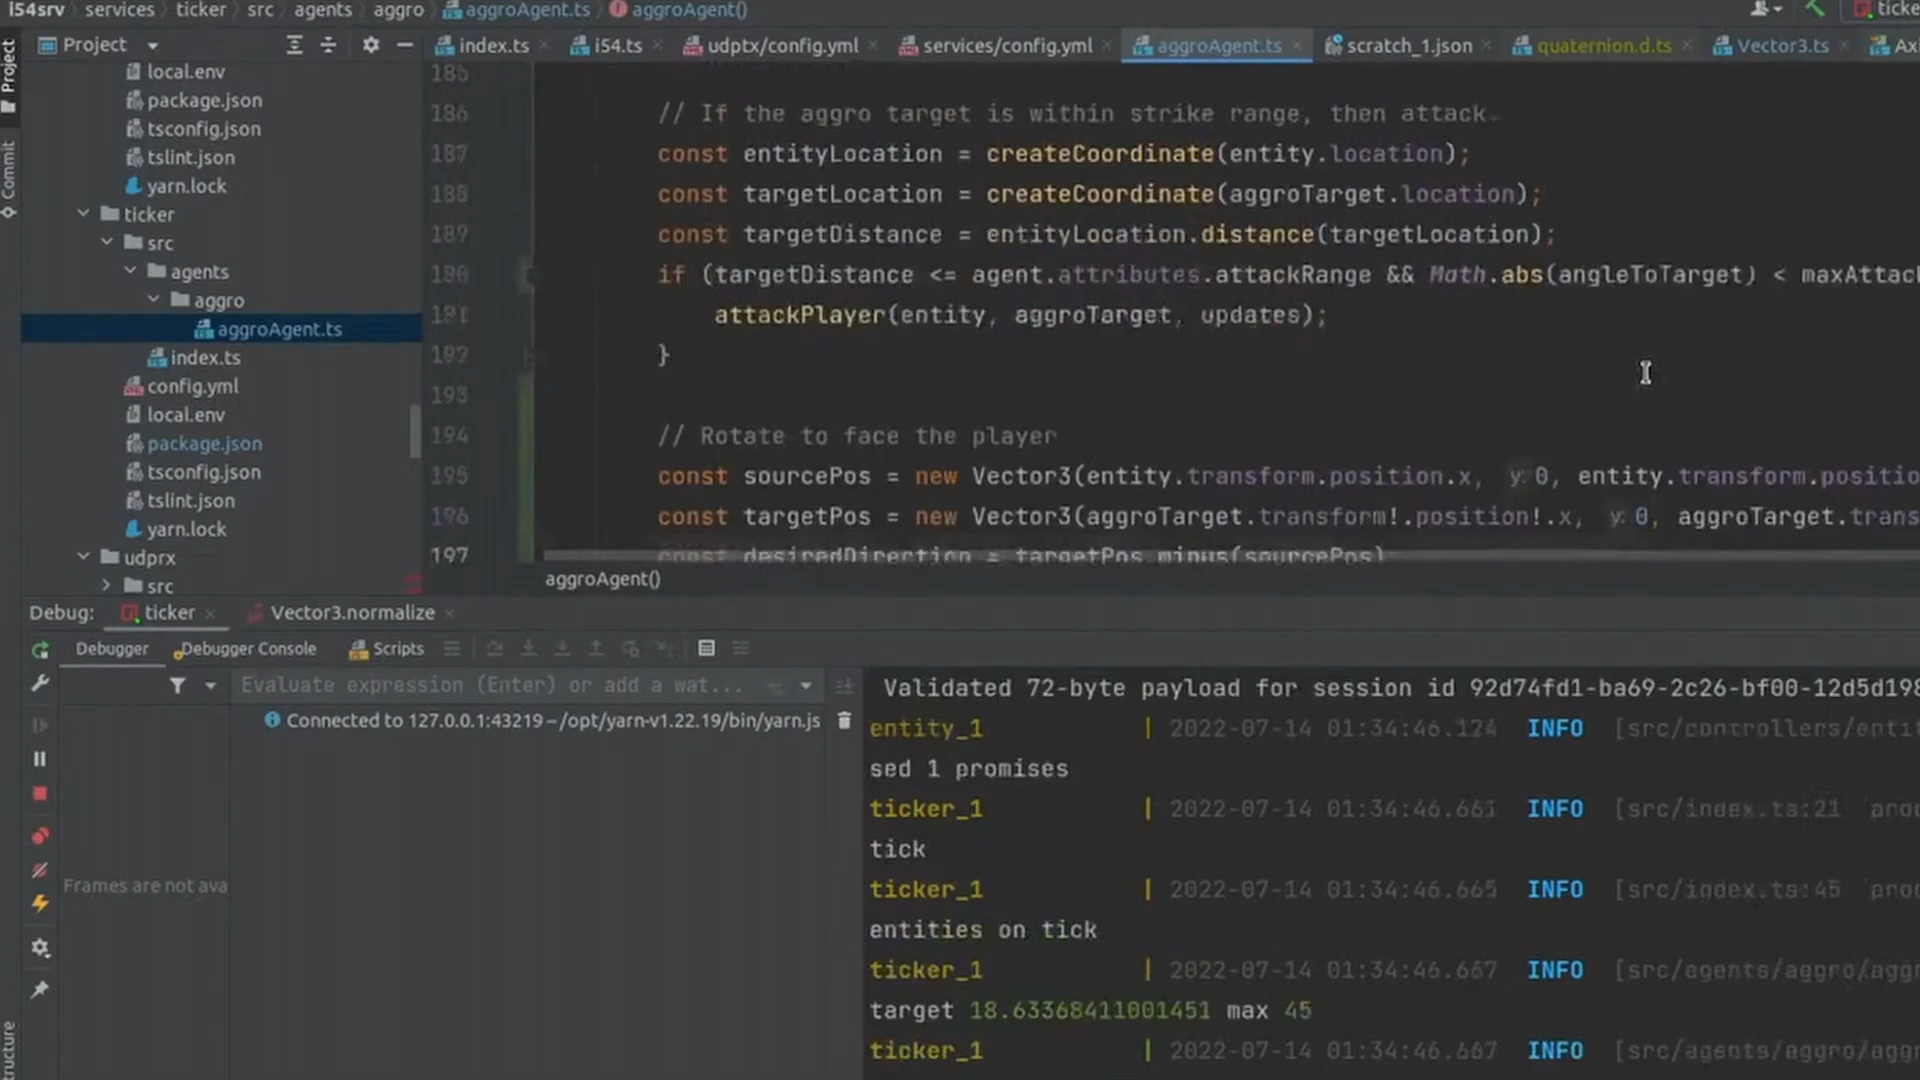 i54srv services ticker src agents aggro aggroAgent.ts aggroAgent()
Project
index.ts i54.ts udptx/config.yml services/config.yml aggroAgent.ts scratch_1.json quaternion.d.ts Vector3.ts
Project
Commit
local.env
package.json
tsconfig.json
tslint.json
yarn.lock
ticker
src
agents
aggro
aggroAgent.ts
index.ts
config.yml
local.env
package.json
tsconfig.json
tslint.json
yarn.lock
udprx
src
185
186 // If the aggro target is within strike range, then attack.
187 const entityLocation = createCoordinate(entity.location);
188 const targetLocation = createCoordinate(aggroTarget.location);
189 const targetDistance = entityLocation.distance(targetLocation);
if (targetDistance <= agent.attributes.attackRange && Math.abs(angleToTarget) < maxAttack
attackPlayer(entity, aggroTarget, updates);
}
193
194 // Rotate to face the player
195 const sourcePos = new Vector3(entity.transform.position.x, y: 0, entity.transform.positio
196 const targetPos = new Vector3(aggroTarget.transform!.position!.x, y: 0, aggroTarget.trans
197 const desiredDirection = targetPos.minus(sourcePos)
aggroAgent()
Debug: ticker Vector3.normalize
Debugger Debugger Console Scripts
Evaluate expression (Enter) or add a wat...
Connected to 127.0.0.1:43219 – /opt/yarn-v1.22.19/bin/yarn.js
Frames are not ava
Validated 72-byte payload for session id 92d74fd1-ba69-2c26-bf00-12d5d198
entity_1 | 2022-07-14 01:34:46.124 INFO [src/controllers/entit
sed 1 promises
ticker_1 | 2022-07-14 01:34:46.661 INFO [src/index.ts:21
tick
ticker_1 | 2022-07-14 01:34:46.665 INFO [src/index.ts:45
entities on tick
ticker_1 | 2022-07-14 01:34:46.667 INFO [src/agents/aggro/aggr
target 18.63368411001451 max 45
ticker_1 | 2022-07-14 01:34:46.667 INFO [src/agents/aggro/aggr